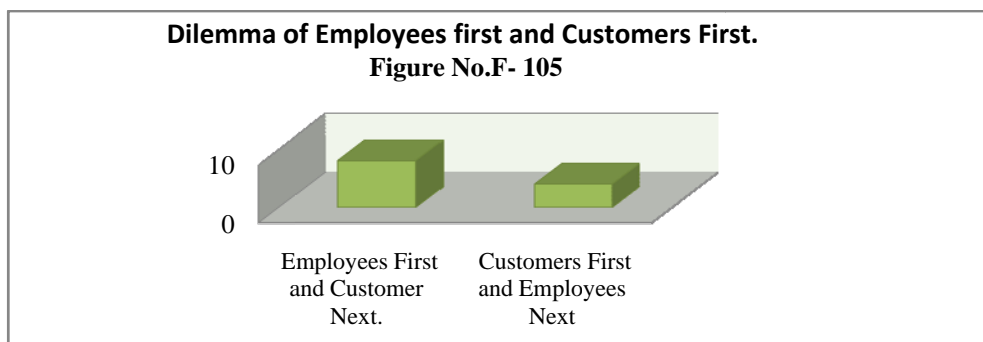 Dilemma of Employees first and Customers First.
Figure No.F- 105
10
0
Employees First
and Customer
Next.
Customers First
and Employees
Next